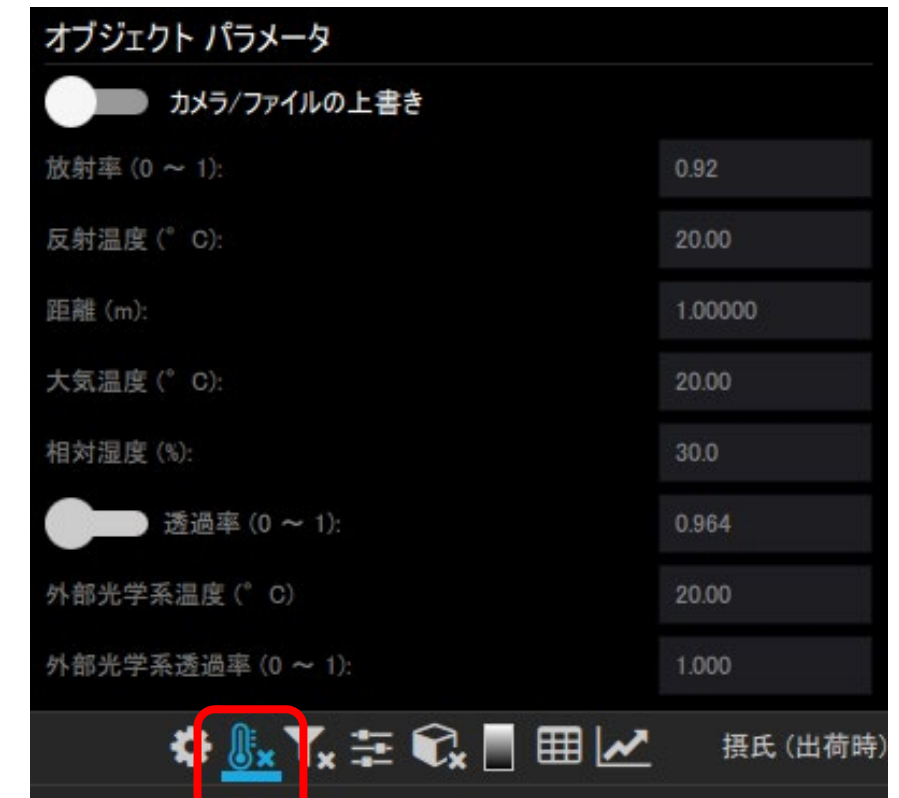 オブジェクト パラメータ
カメラ/ファイルの上書き
放射率 (0 ～ 1): 0.92
反射温度 (° C): 20.00
距離 (m): 1.00000
大気温度 (° C): 20.00
相対湿度 (%): 30.0
透過率 (0 ～ 1): 0.964
外部光学系温度 (° C) 20.00
外部光学系透過率 (0 ～ 1): 1.000
摂氏 (出荷時)